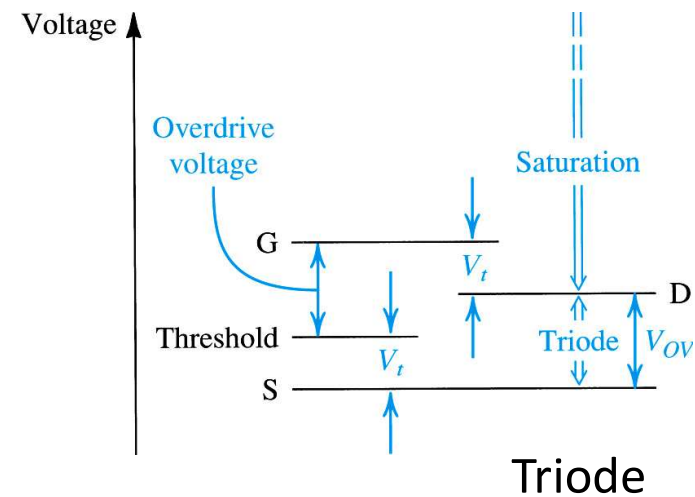 Voltage
Overdrive
voltage
Saturation
G
V_t
D
Threshold
V_t
Triode
V_OV
S
Triode